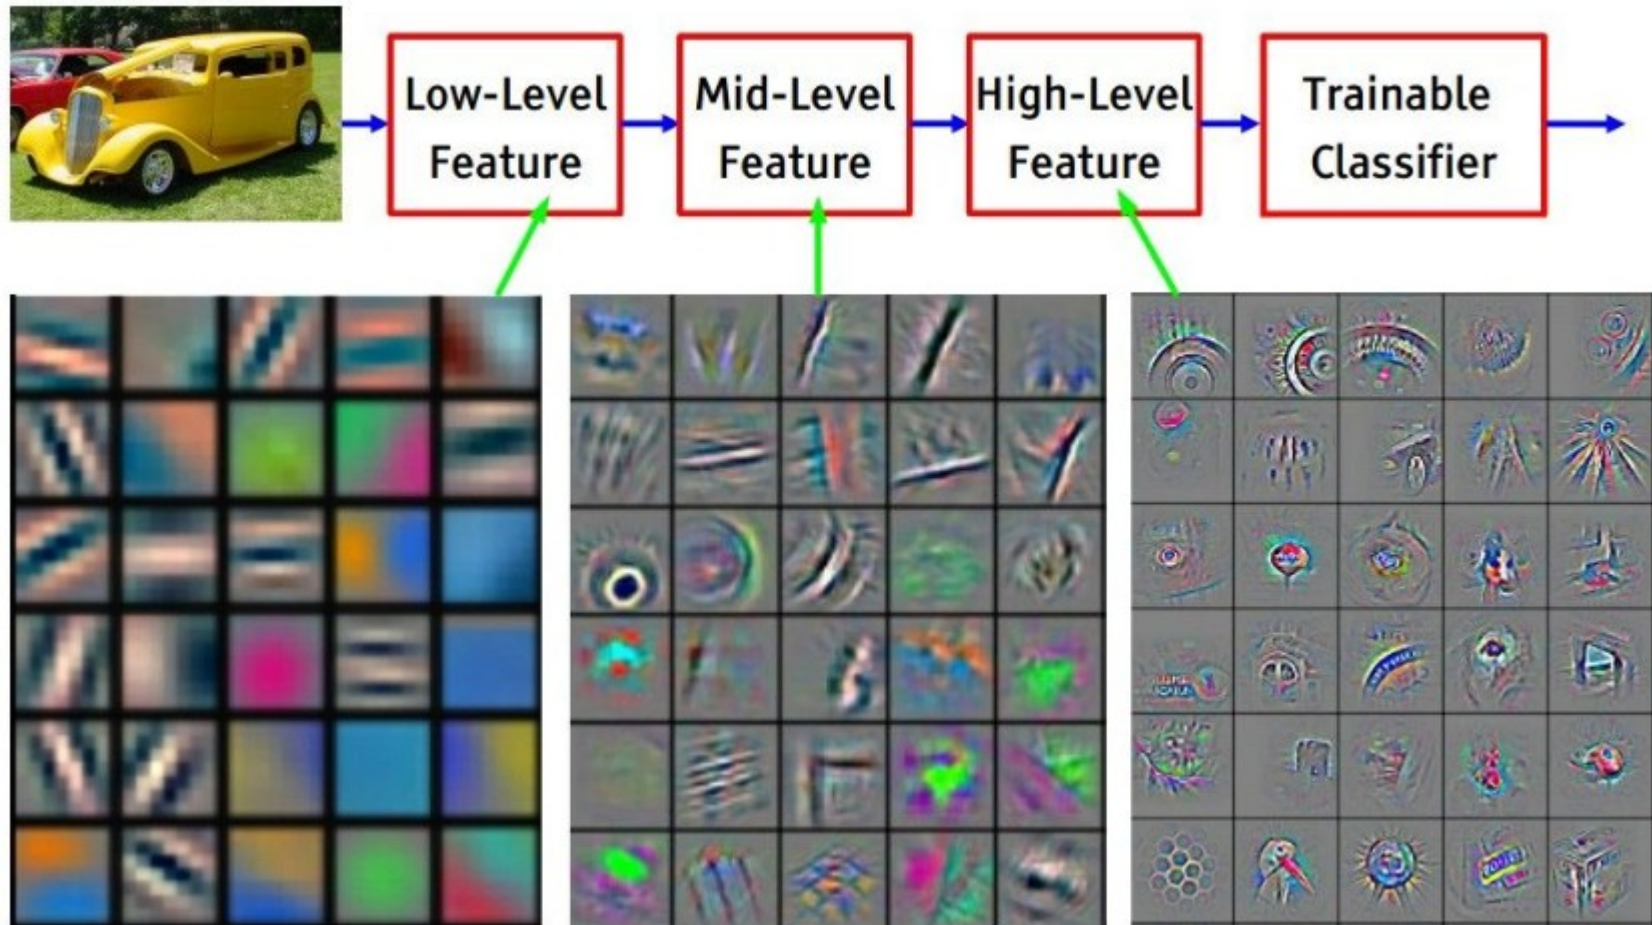 Low-Level
Feature
Mid-Level
Feature
High-Level
Feature
Trainable
Classifier